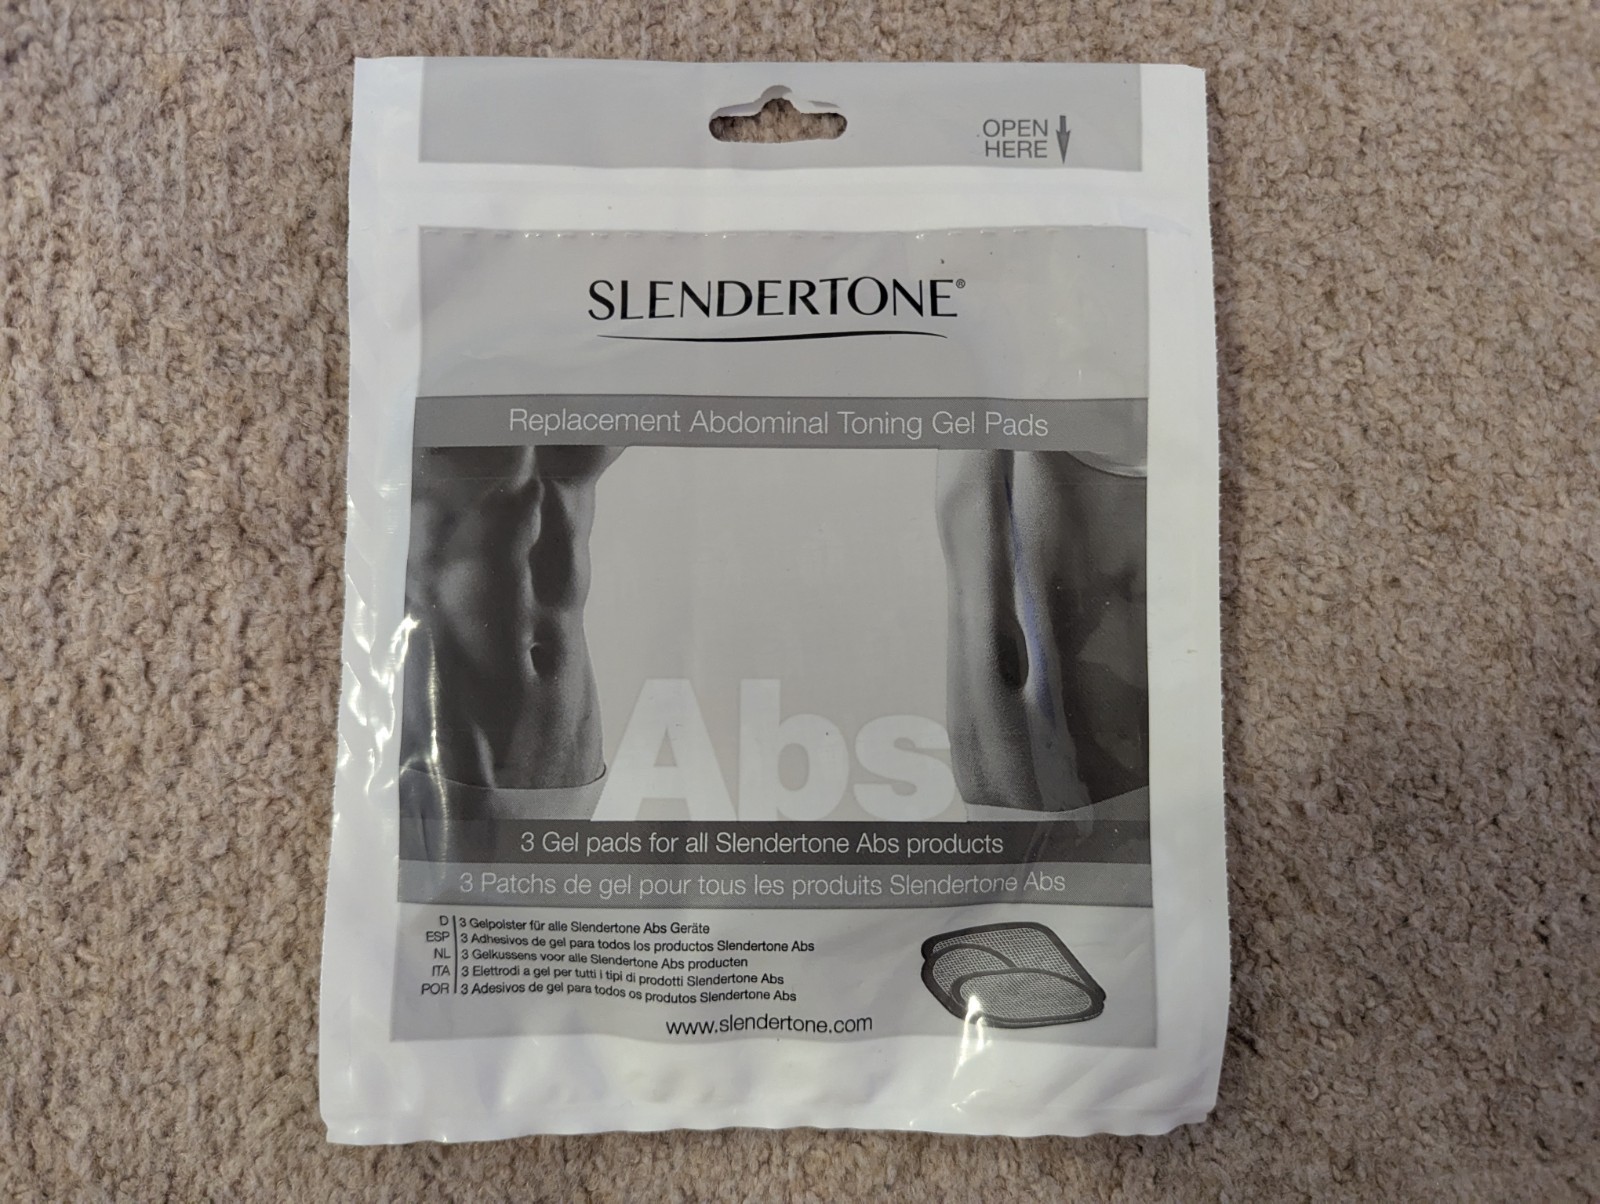 OPEN
HERE
SLENDERTONE®
Replacement Abdominal Toning Gel Pads
Abs
3 Gel pads for all Slendertone Abs products
3 Patchs de gel pour tous les produits Slendertone Abs
D 3 Gelpolster für alle Slendertone Abs Geräte
ESP 3 Adhesivos de gel para todos los productos Slendertone Abs
NL 3 Gelkussens voor alle Slendertone Abs producten
ITA 3 Elettrodi a gel per tutti i tipi di prodotti Slendertone Abs
POR 3 Adesivos de gel para todos os produtos Slendertone Abs
www.slendertone.com